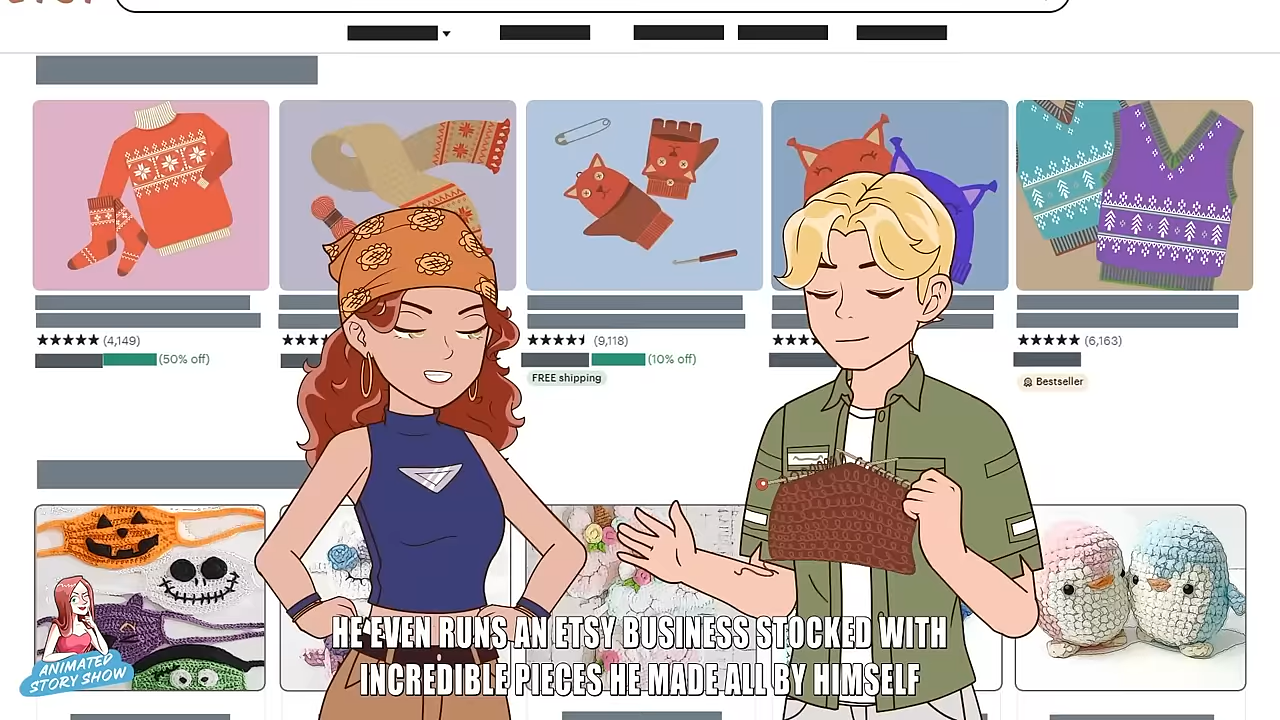 ★★★★★ (4,149)
(50% off)
(9,118)
(10% off)
FREE shipping
(6,163)
Bestseller
HE EVEN RUNS AN ETSY BUSINESS STOCKED WITH
INCREDIBLE PIECES HE MADE ALL BY HIMSELF
ANIMATED
STORY SHOW